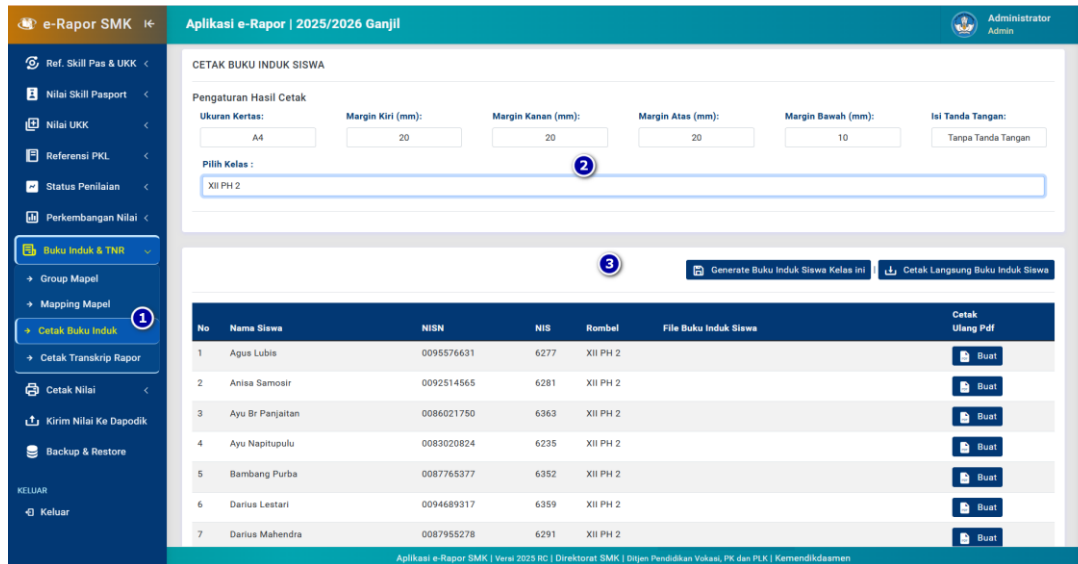 e-Rapor SMK
Aplikasi e-Rapor | 2025/2026 Ganjil
Administrator
Admin
Ref. Skill Pas & UKK
Nilai Skill Pasport
Nilai UKK
Referensi PKL
Status Penilaian
Perkembangan Nilai
Buku Induk & TNR
Group Mapel
Mapping Mapel
1
Cetak Buku Induk
Cetak Transkrip Rapor
Cetak Nilai
Kirim Nilai Ke Dapodik
Backup & Restore
KELUAR
Keluar
CETAK BUKU INDUK SISWA
Pengaturan Hasil Cetak
Ukuran Kertas: Margin Kiri (mm): Margin Kanan (mm): Margin Atas (mm): Margin Bawah (mm): Isi Tanda Tangan:
A4 20 20 20 10 Tanpa Tanda Tangan
Pilih Kelas :
2
XII PH 2
3
Generate Buku Induk Siswa Kelas ini | Cetak Langsung Buku Induk Siswa
No Nama Siswa NISN NIS Rombel File Buku Induk Siswa Cetak Ulang Pdf
1 Agus Lubis 0095576631 6277 XII PH 2 Buat
2 Anisa Samosir 0092514565 6281 XII PH 2 Buat
3 Ayu Br Panjaitan 0086021750 6363 XII PH 2 Buat
4 Ayu Napitupulu 0083020824 6235 XII PH 2 Buat
5 Bambang Purba 0087765377 6352 XII PH 2 Buat
6 Darius Lestari 0094689317 6359 XII PH 2 Buat
7 Darius Mahendra 0087955278 6291 XII PH 2 Buat
Aplikasi e-Rapor SMK | Versi 2025 RC | Direktorat SMK | Ditjen Pendidikan Vokasi, PK dan PLK | Kemendikdasmen